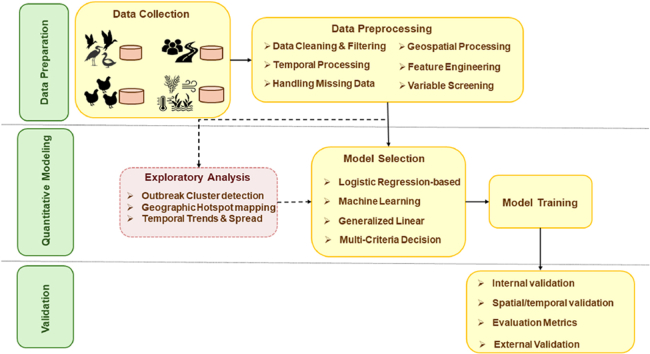 Data Preparation
Data Collection
Data Preprocessing
Data Cleaning & Filtering
Temporal Processing
Handling Missing Data
Geospatial Processing
Feature Engineering
Variable Screening
Quantitative Modeling
Exploratory Analysis
Outbreak Cluster detection
Geographic Hotspot mapping
Temporal Trends & Spread
Model Selection
Logistic Regression-based
Machine Learning
Generalized Linear
Multi-Criteria Decision
Model Training
Validation
Internal validation
Spatial/temporal validation
Evaluation Metrics
External Validation